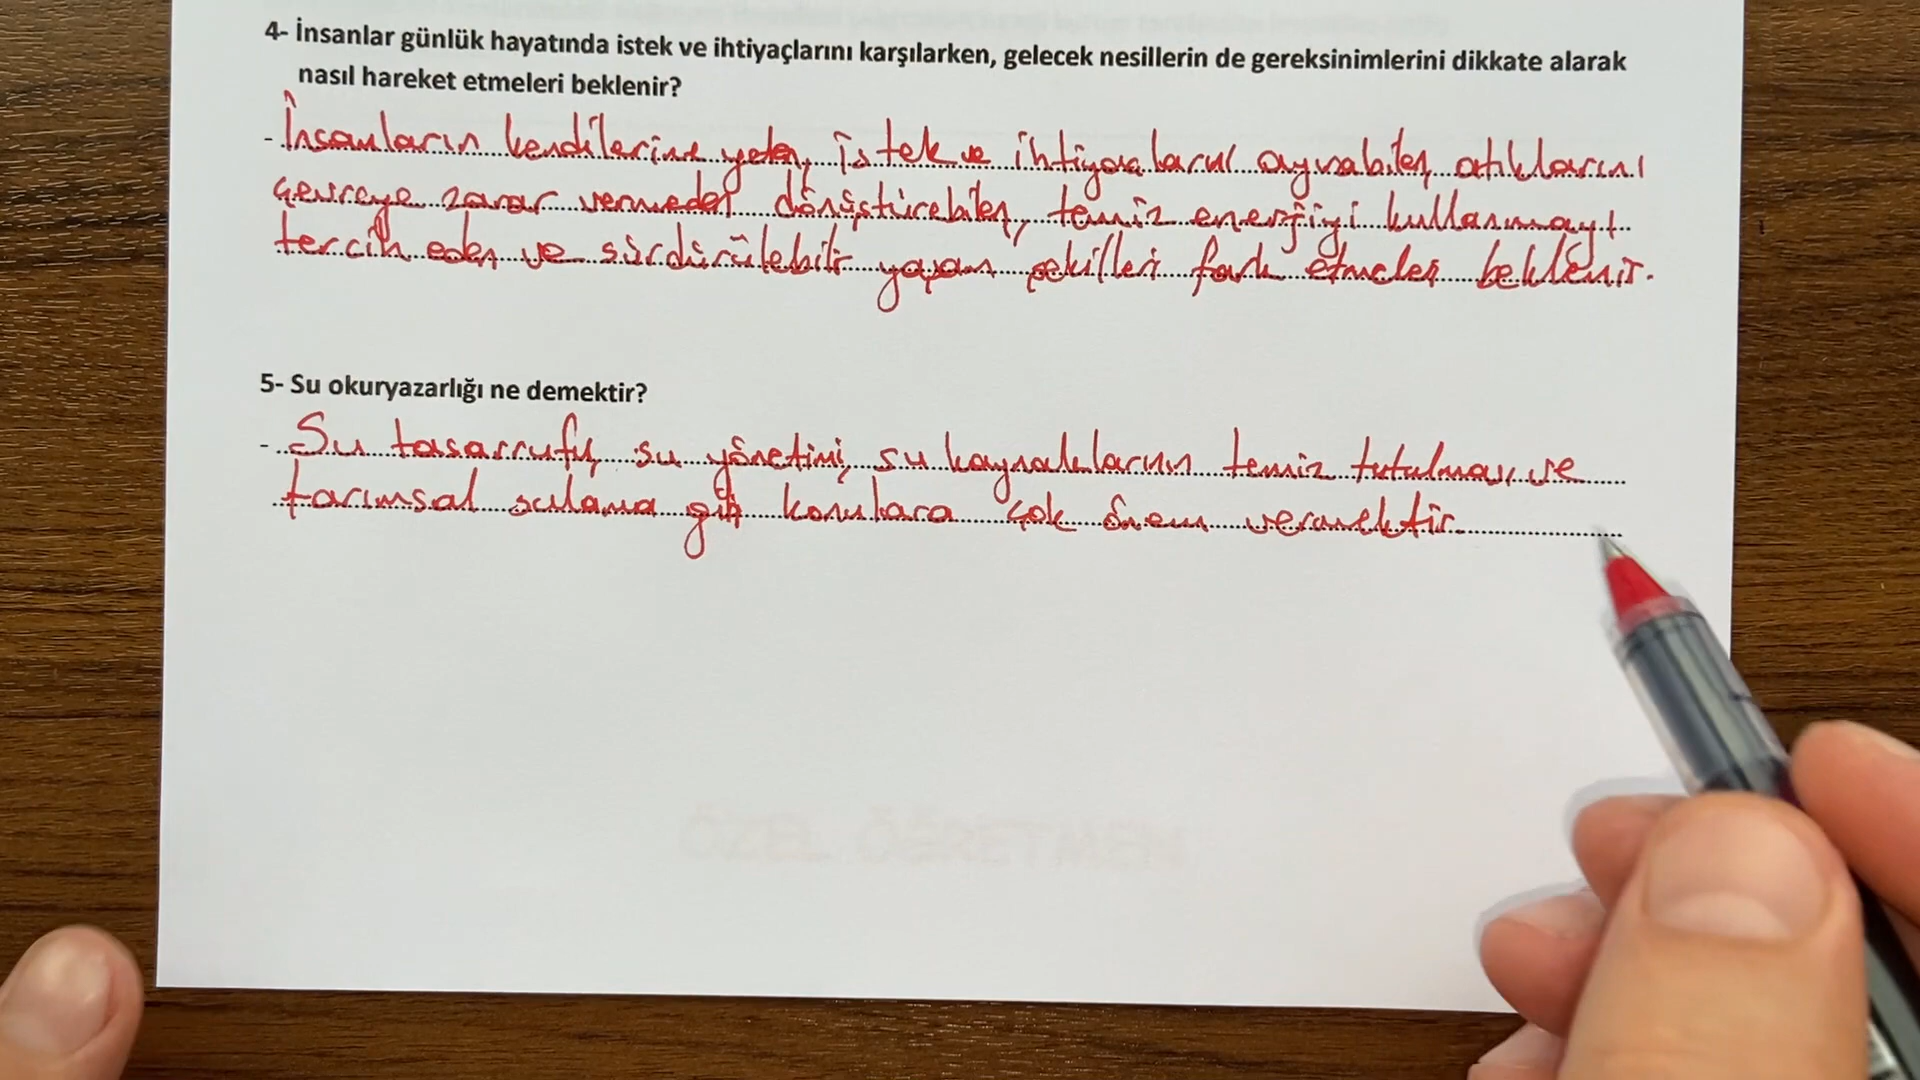 4- İnsanlar günlük hayatında istek ve ihtiyaçlarını karşılarken, gelecek nesillerin de gereksinimlerini dikkate alarak
nasıl hareket etmeleri beklenir?
- İnsanların kendilerine yeten, istek ve ihtiyaçlarını ayırabilen, atıklarını
çevreye zarar vermeden dönüştürebilen, temiz enerjiyi kullanmayı
tercih eden ve sürdürülebilir yaşam şekilleri fark etmeleri beklenir.
5- Su okuryazarlığı ne demektir?
- Su tasarrufu, su yönetimi, su kaynaklarının temiz tutulması, ve
tarımsal sulama gibi konulara çok önem vermektir.
ÖZEL ÖĞRETMEN